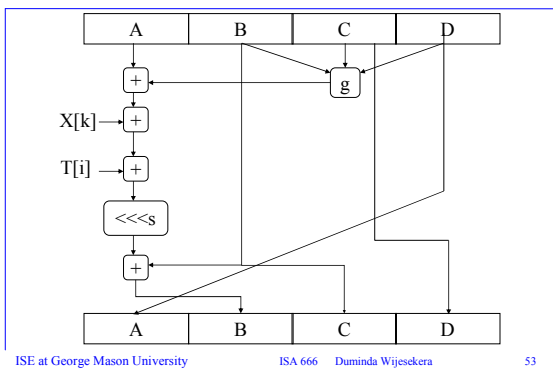 A B C D
+ g
X[k] +
T[i] +
<<<s
+
A B C D
ISE at George Mason University ISA 666 Duminda Wijesekera 53